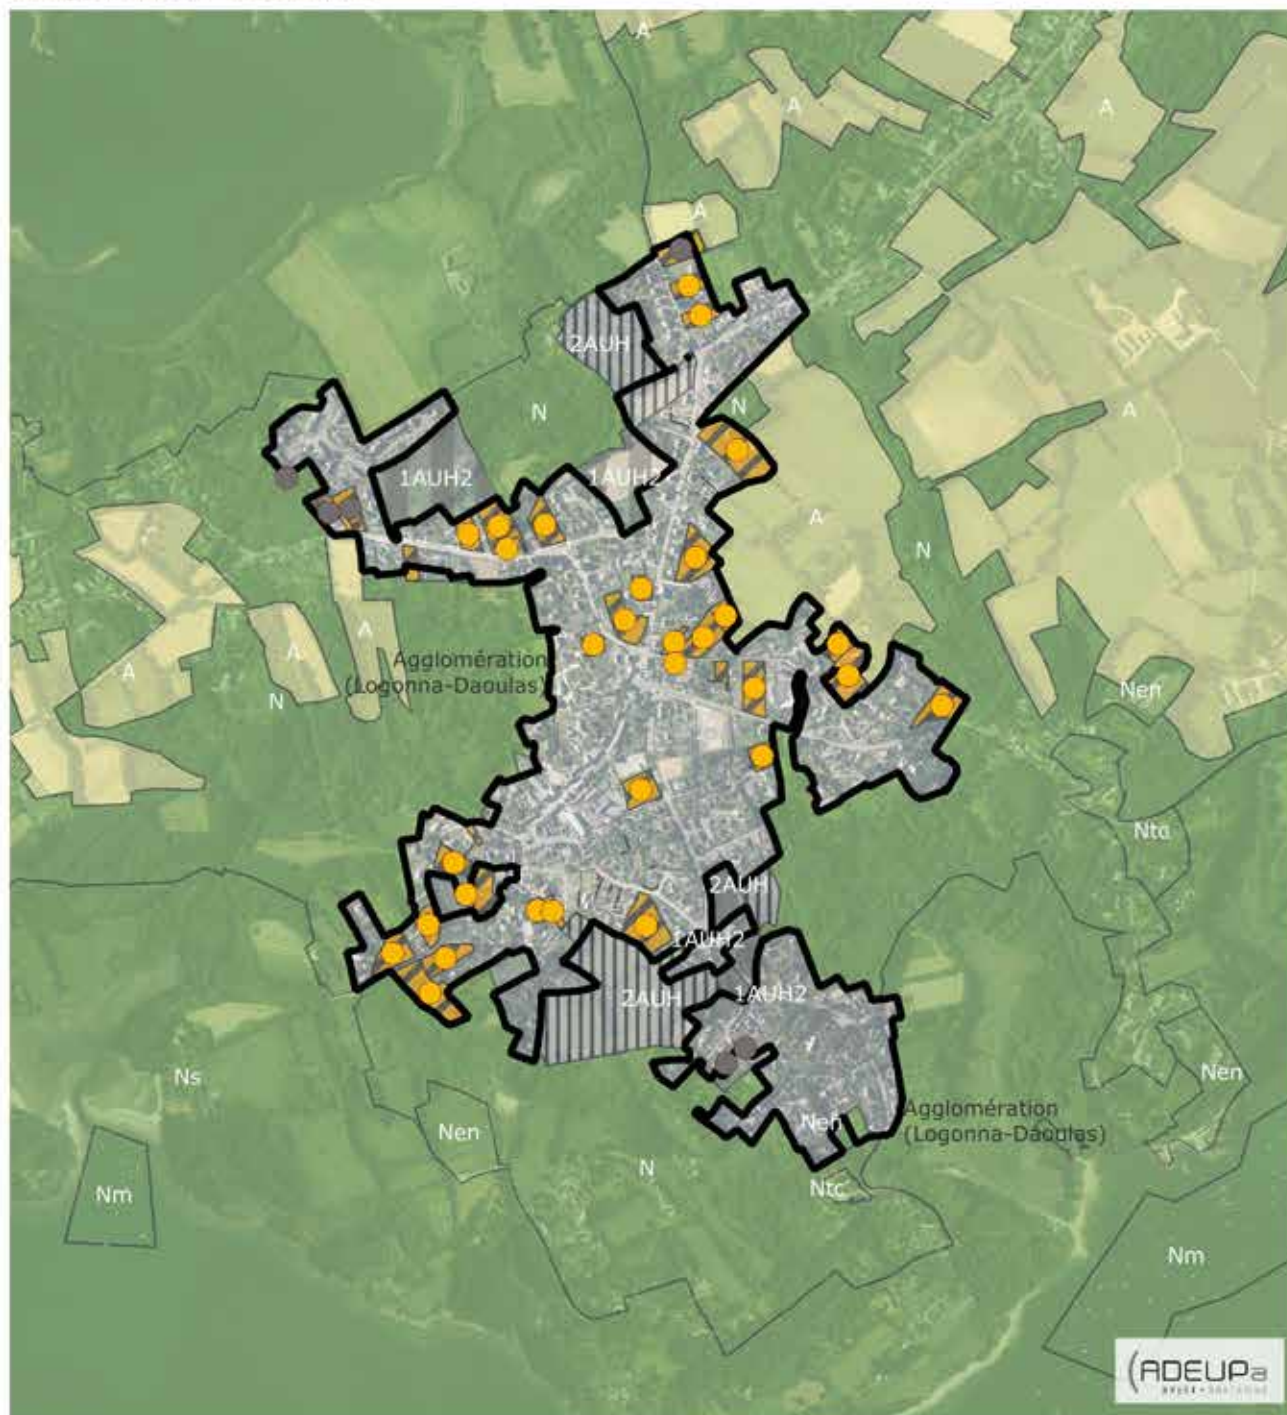 A
A
A
A
2AUH
N
N
A
1AUH2
1AUH2
A
N
A
A
A
N
Agglomération
(Logonna-Daoulas)
Nen
Ntc
2AUH
1AUH2
2AUH
1AUH2
Ns
Nen
Nen
Agglomération
(Logonna-Daoulas)
Nen
N
Ntc
Nm
Nm
ADEUPa